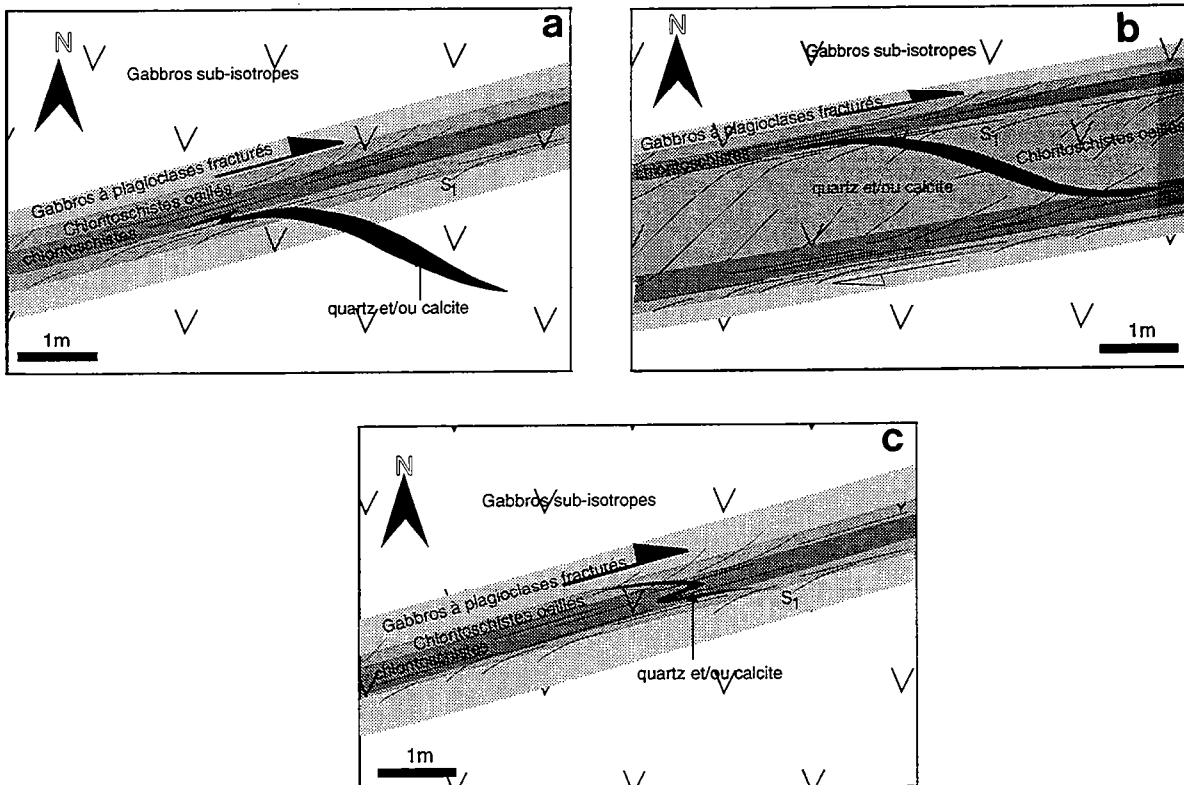 a
N
Gabbros sub-isotropes
Gabbros à plagioclases fracturés
Chloritoschistes oeillés
chloritoschistes
S1
quartz et/ou calcite
1m
b
N
Gabbros sub-isotropes
Gabbros à plagioclases fracturés
chloritoschistes
S1
Chloritoschistes oeillés
quartz et/ou calcite
1m
c
N
Gabbros sub-isotropes
Gabbros à plagioclases fracturés
Chloritoschistes oeillés
chloritoschistes
S1
quartz et/ou calcite
1m